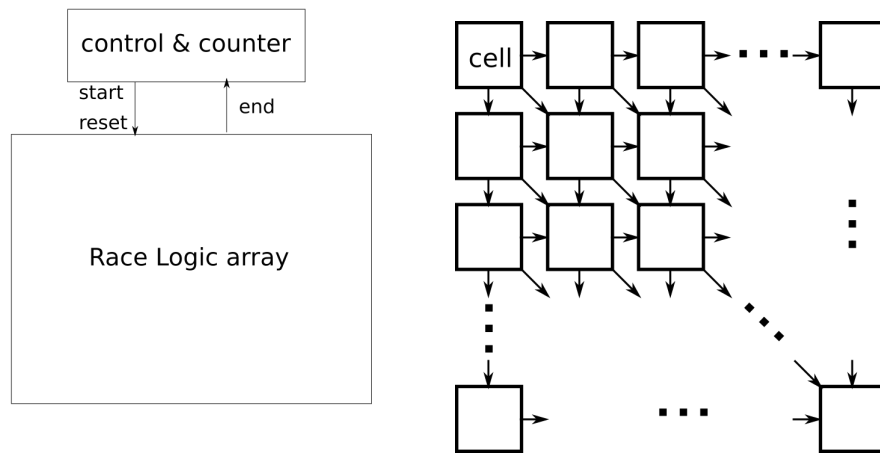 control & counter
start
reset
end
Race Logic array
cell